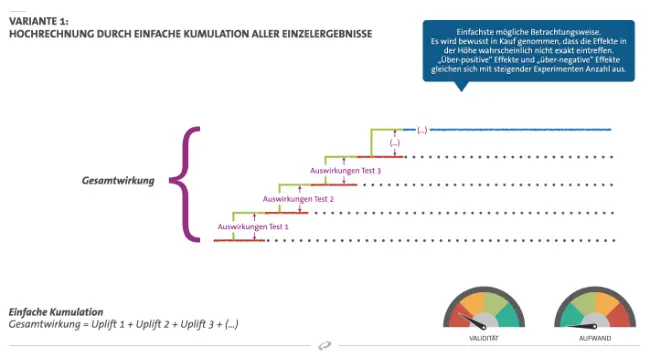 VARIANTE 1:
HOCHRECHNUNG DURCH EINFACHE KUMULATION ALLER EINZELERGEBNISSE
Einfachste mögliche Betrachtungsweise.
Es wird bewusst in Kauf genommen, dass die Effekte in
der Höhe wahrscheinlich nicht exakt eintreffen.
„Über-positive" Effekte und „über-negative" Effekte
gleichen sich mit steigender Experimenten Anzahl aus.
(...)
(...)
Auswirkungen Test 3
Gesamtwirkung
Auswirkungen Test 2
Auswirkungen Test 1
Einfache Kumulation
Gesamtwirkung = Uplift 1 + Uplift 2 + Uplift 3 + (...)
VALIDITÄT
AUFWAND